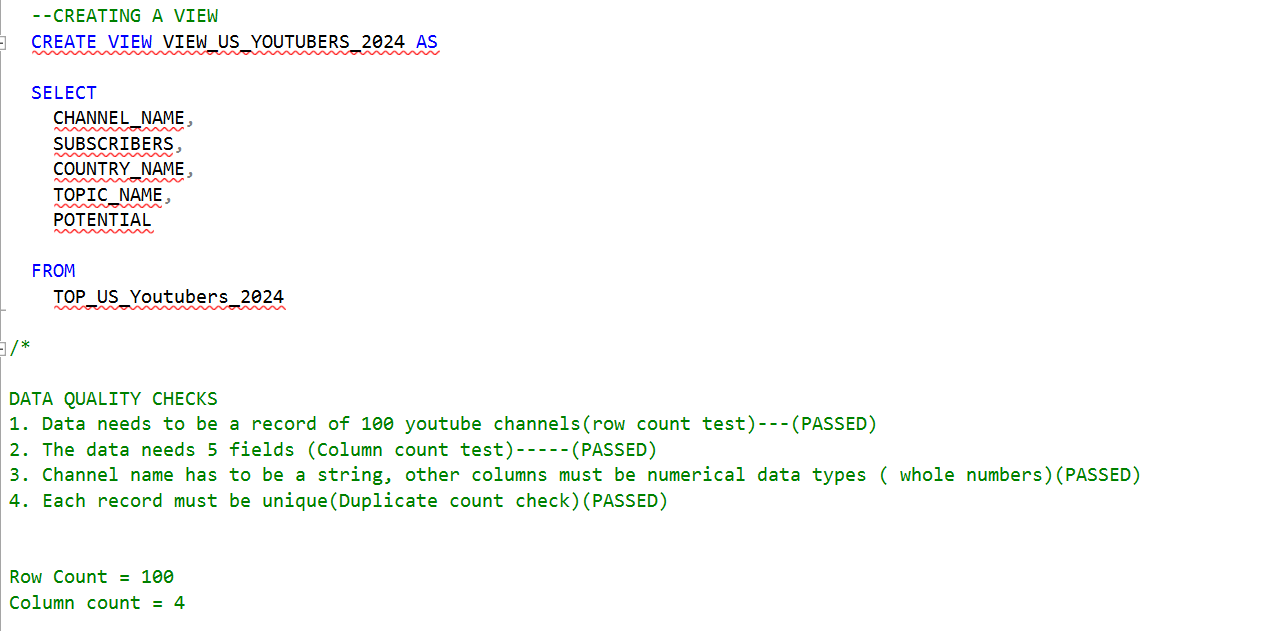 --CREATING A VIEW
CREATE VIEW VIEW_US_YOUTUBERS_2024 AS
SELECT
CHANNEL_NAME,
SUBSCRIBERS,
COUNTRY_NAME,
TOPIC_NAME,
POTENTIAL
FROM
TOP_US_Youtubers_2024
/*
DATA QUALITY CHECKS
1. Data needs to be a record of 100 youtube channels(row count test)---(PASSED)
2. The data needs 5 fields (Column count test)-----(PASSED)
3. Channel name has to be a string, other columns must be numerical data types ( whole numbers)(PASSED)
4. Each record must be unique(Duplicate count check)(PASSED)
Row Count = 100
Column count = 4